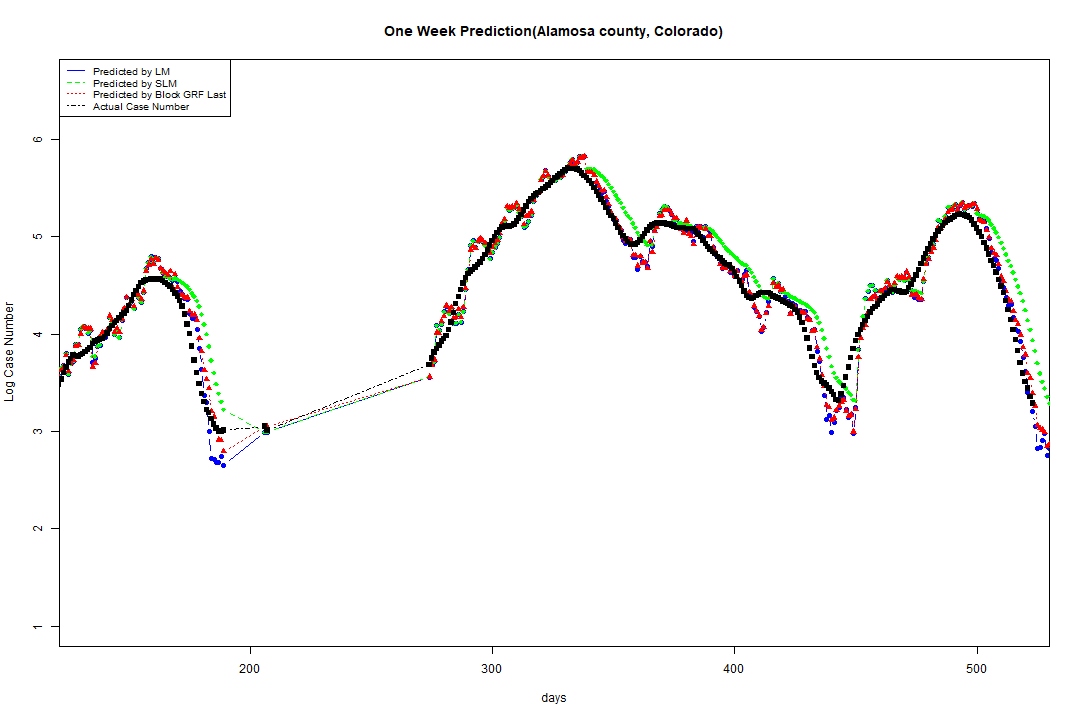 One Week Prediction(Alamosa county, Colorado)
Predicted by LM
Predicted by SLM
Predicted by Block GRF Last
Actual Case Number
6
5
4
3
2
1
Log Case Number
200 300 400 500
days